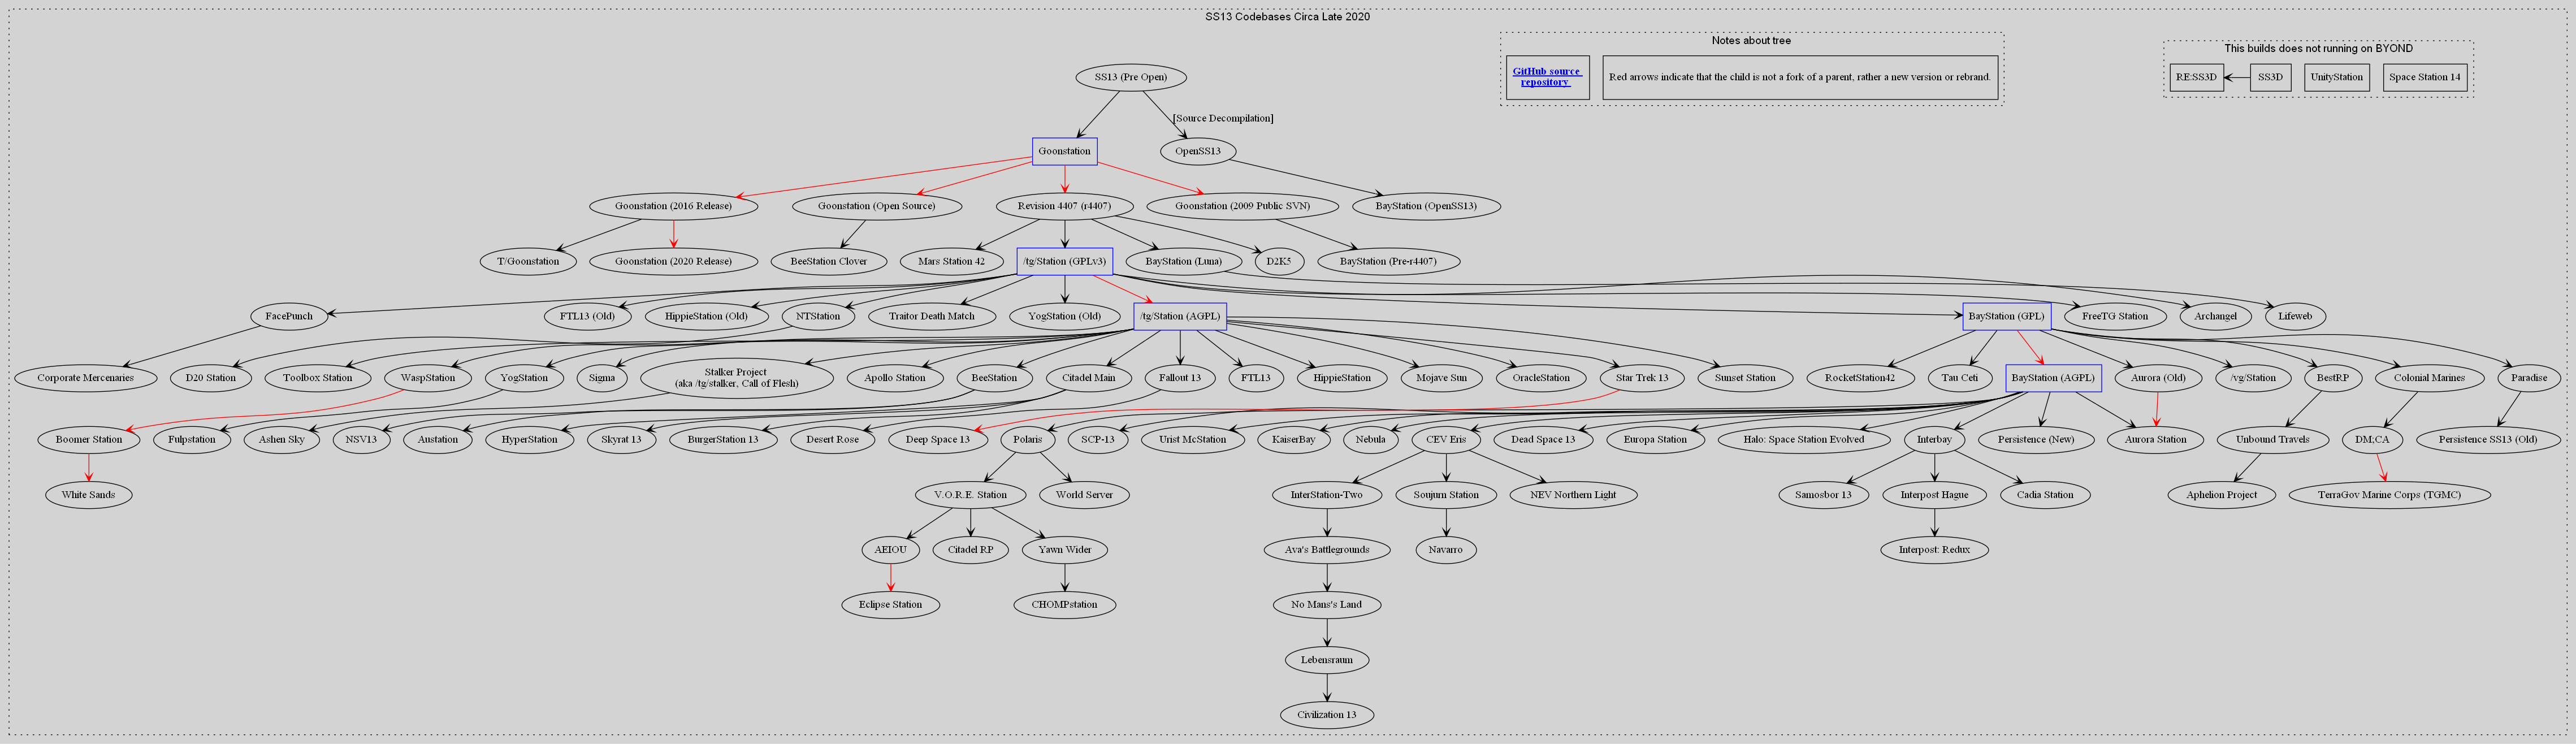 SS13 Codebases Circa Late 2020
Notes about tree
This builds does not running on BYOND
GitHub source
repository
Red arrows indicate that the child is not a fork of a parent, rather a new version or rebrand.
RE:SS3D
SS3D
UnityStation
Space Station 14
SS13 (Pre Open)
[Source Decompilation]
Goonstation
OpenSS13
Goonstation (2016 Release)
Goonstation (Open Source)
Revision 4407 (r4407)
Goonstation (2009 Public SVN)
BayStation (OpenSS13)
T/Goonstation
Goonstation (2020 Release)
BeeStation Clover
Mars Station 42
/tg/Station (GPLv3)
BayStation (Luna)
D2K5
BayStation (Pre-r4407)
FacePunch
FTL13 (Old)
HippieStation (Old)
NTStation
Traitor Death Match
YogStation (Old)
/tg/Station (AGPL)
BayStation (GPL)
FreeTG Station
Archangel
Lifeweb
Corporate Mercenaries
D20 Station
Toolbox Station
WaspStation
YogStation
Sigma
Stalker Project
(aka /tg/stalker, Call of Flesh)
Apollo Station
BeeStation
Citadel Main
Fallout 13
FTL13
HippieStation
Mojave Sun
OracleStation
Star Trek 13
Sunset Station
RocketStation42
Tau Ceti
BayStation (AGPL)
Aurora (Old)
/vg/Station
BestRP
Colonial Marines
Paradise
Boomer Station
Fulpstation
Ashen Sky
NSV13
Austation
HyperStation
Skyrat 13
BurgerStation 13
Desert Rose
Deep Space 13
Polaris
SCP-13
Urist McStation
KaiserBay
Nebula
CEV Eris
Dead Space 13
Europa Station
Halo: Space Station Evolved
Interbay
Persistence (New)
Aurora Station
Unbound Travels
DM;CA
Persistence SS13 (Old)
White Sands
V.O.R.E. Station
World Server
InterStation-Two
Soujurn Station
NEV Northern Light
Samosbor 13
Interpost Hague
Cadia Station
Aphelion Project
TerraGov Marine Corps (TGMC)
AEIOU
Citadel RP
Yawn Wider
Ava's Battlegrounds
Navarro
Interpost: Redux
Eclipse Station
CHOMPstation
No Mans's Land
Lebensraum
Civilization 13